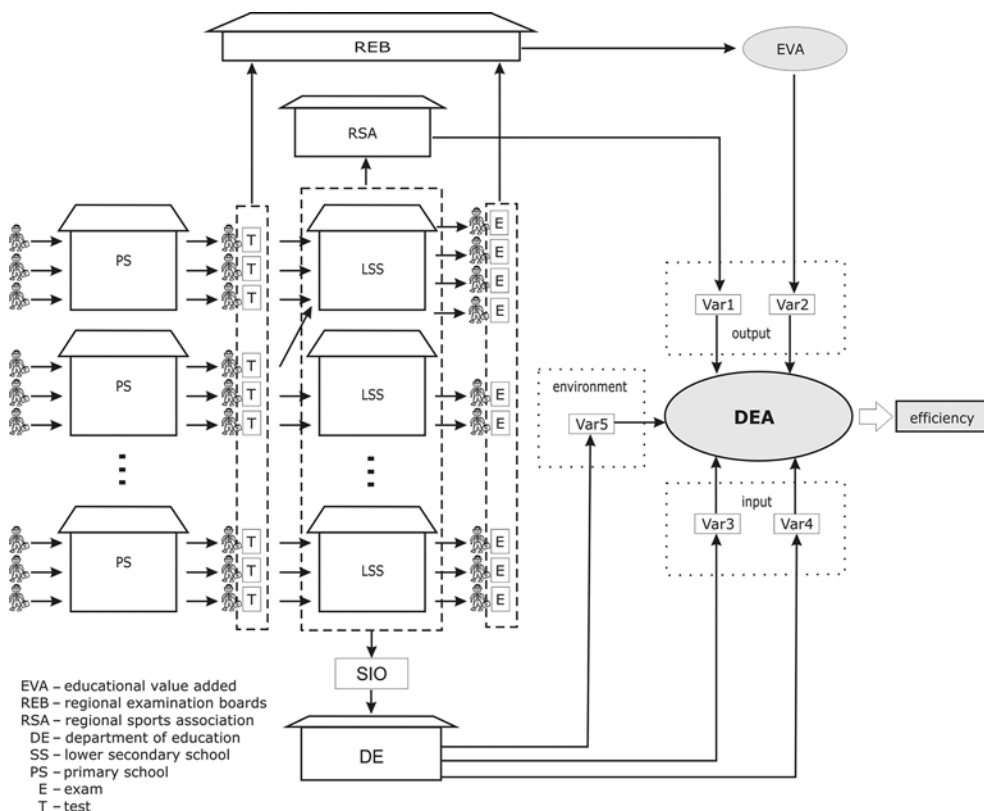 REB
EVA
RSA
PS
T
T
T
LSS
E
E
E
E
Var1
Var2
output
PS
T
T
T
LSS
E
E
environment
Var5
DEA
efficiency
input
Var3
Var4
PS
T
T
T
LSS
E
E
E
SIO
DE
EVA – educational value added
REB – regional examination boards
RSA – regional sports association
DE – department of education
SS – lower secondary school
PS – primary school
E – exam
T – test